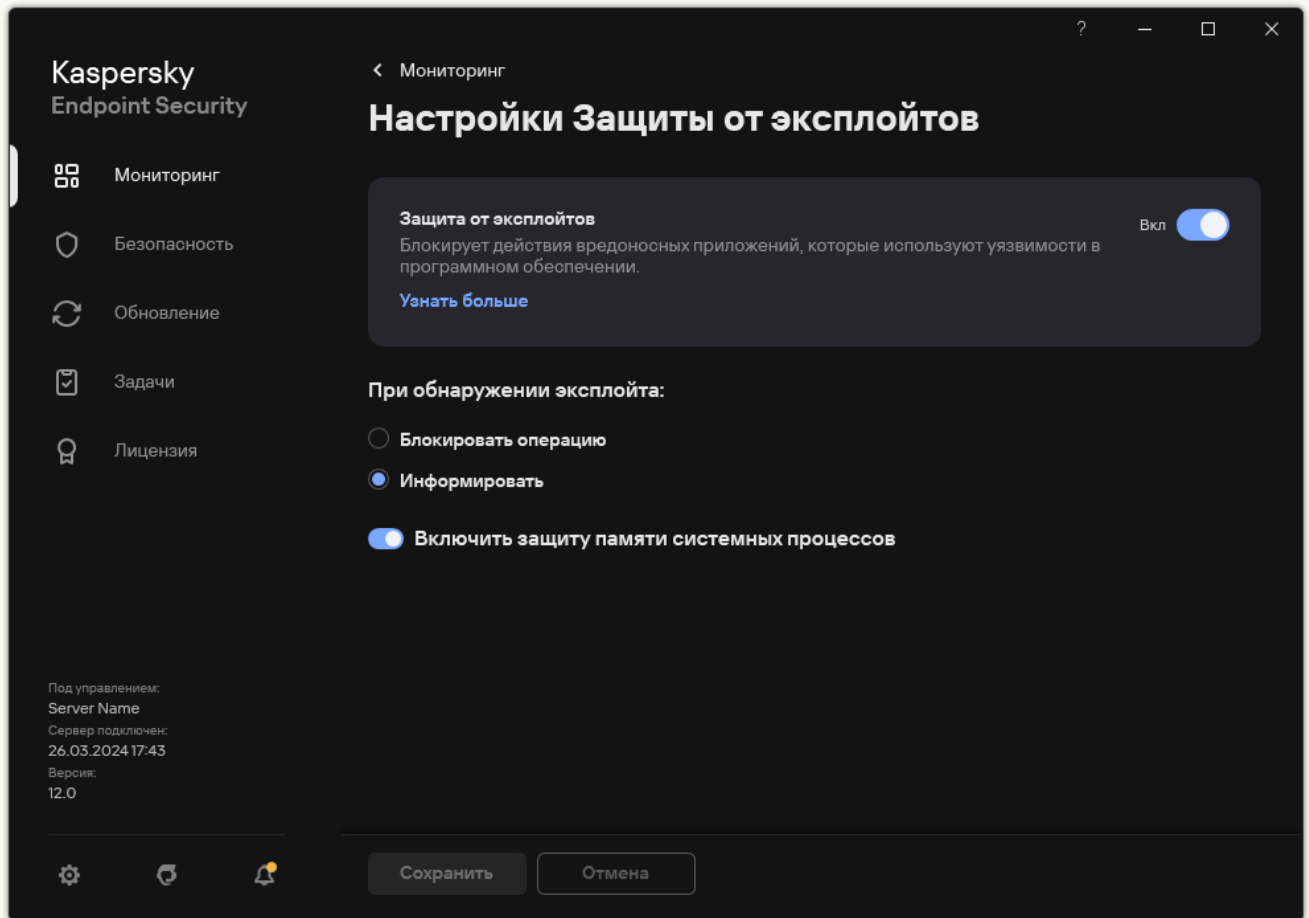 ?
Kaspersky
Endpoint Security
Мониторинг
Безопасность
Обновление
Задачи
Лицензия
Под управлением:
Server Name
Сервер подключен:
26.03.2024 17:43
Версия:
12.0
Мониторинг
Настройки Защиты от эксплойтов
Защита от эксплойтов
Вкл
Блокирует действия вредоносных приложений, которые используют уязвимости в
программном обеспечении.
Узнать больше
При обнаружении эксплойта:
Блокировать операцию
Информировать
Включить защиту памяти системных процессов
Сохранить
Отмена